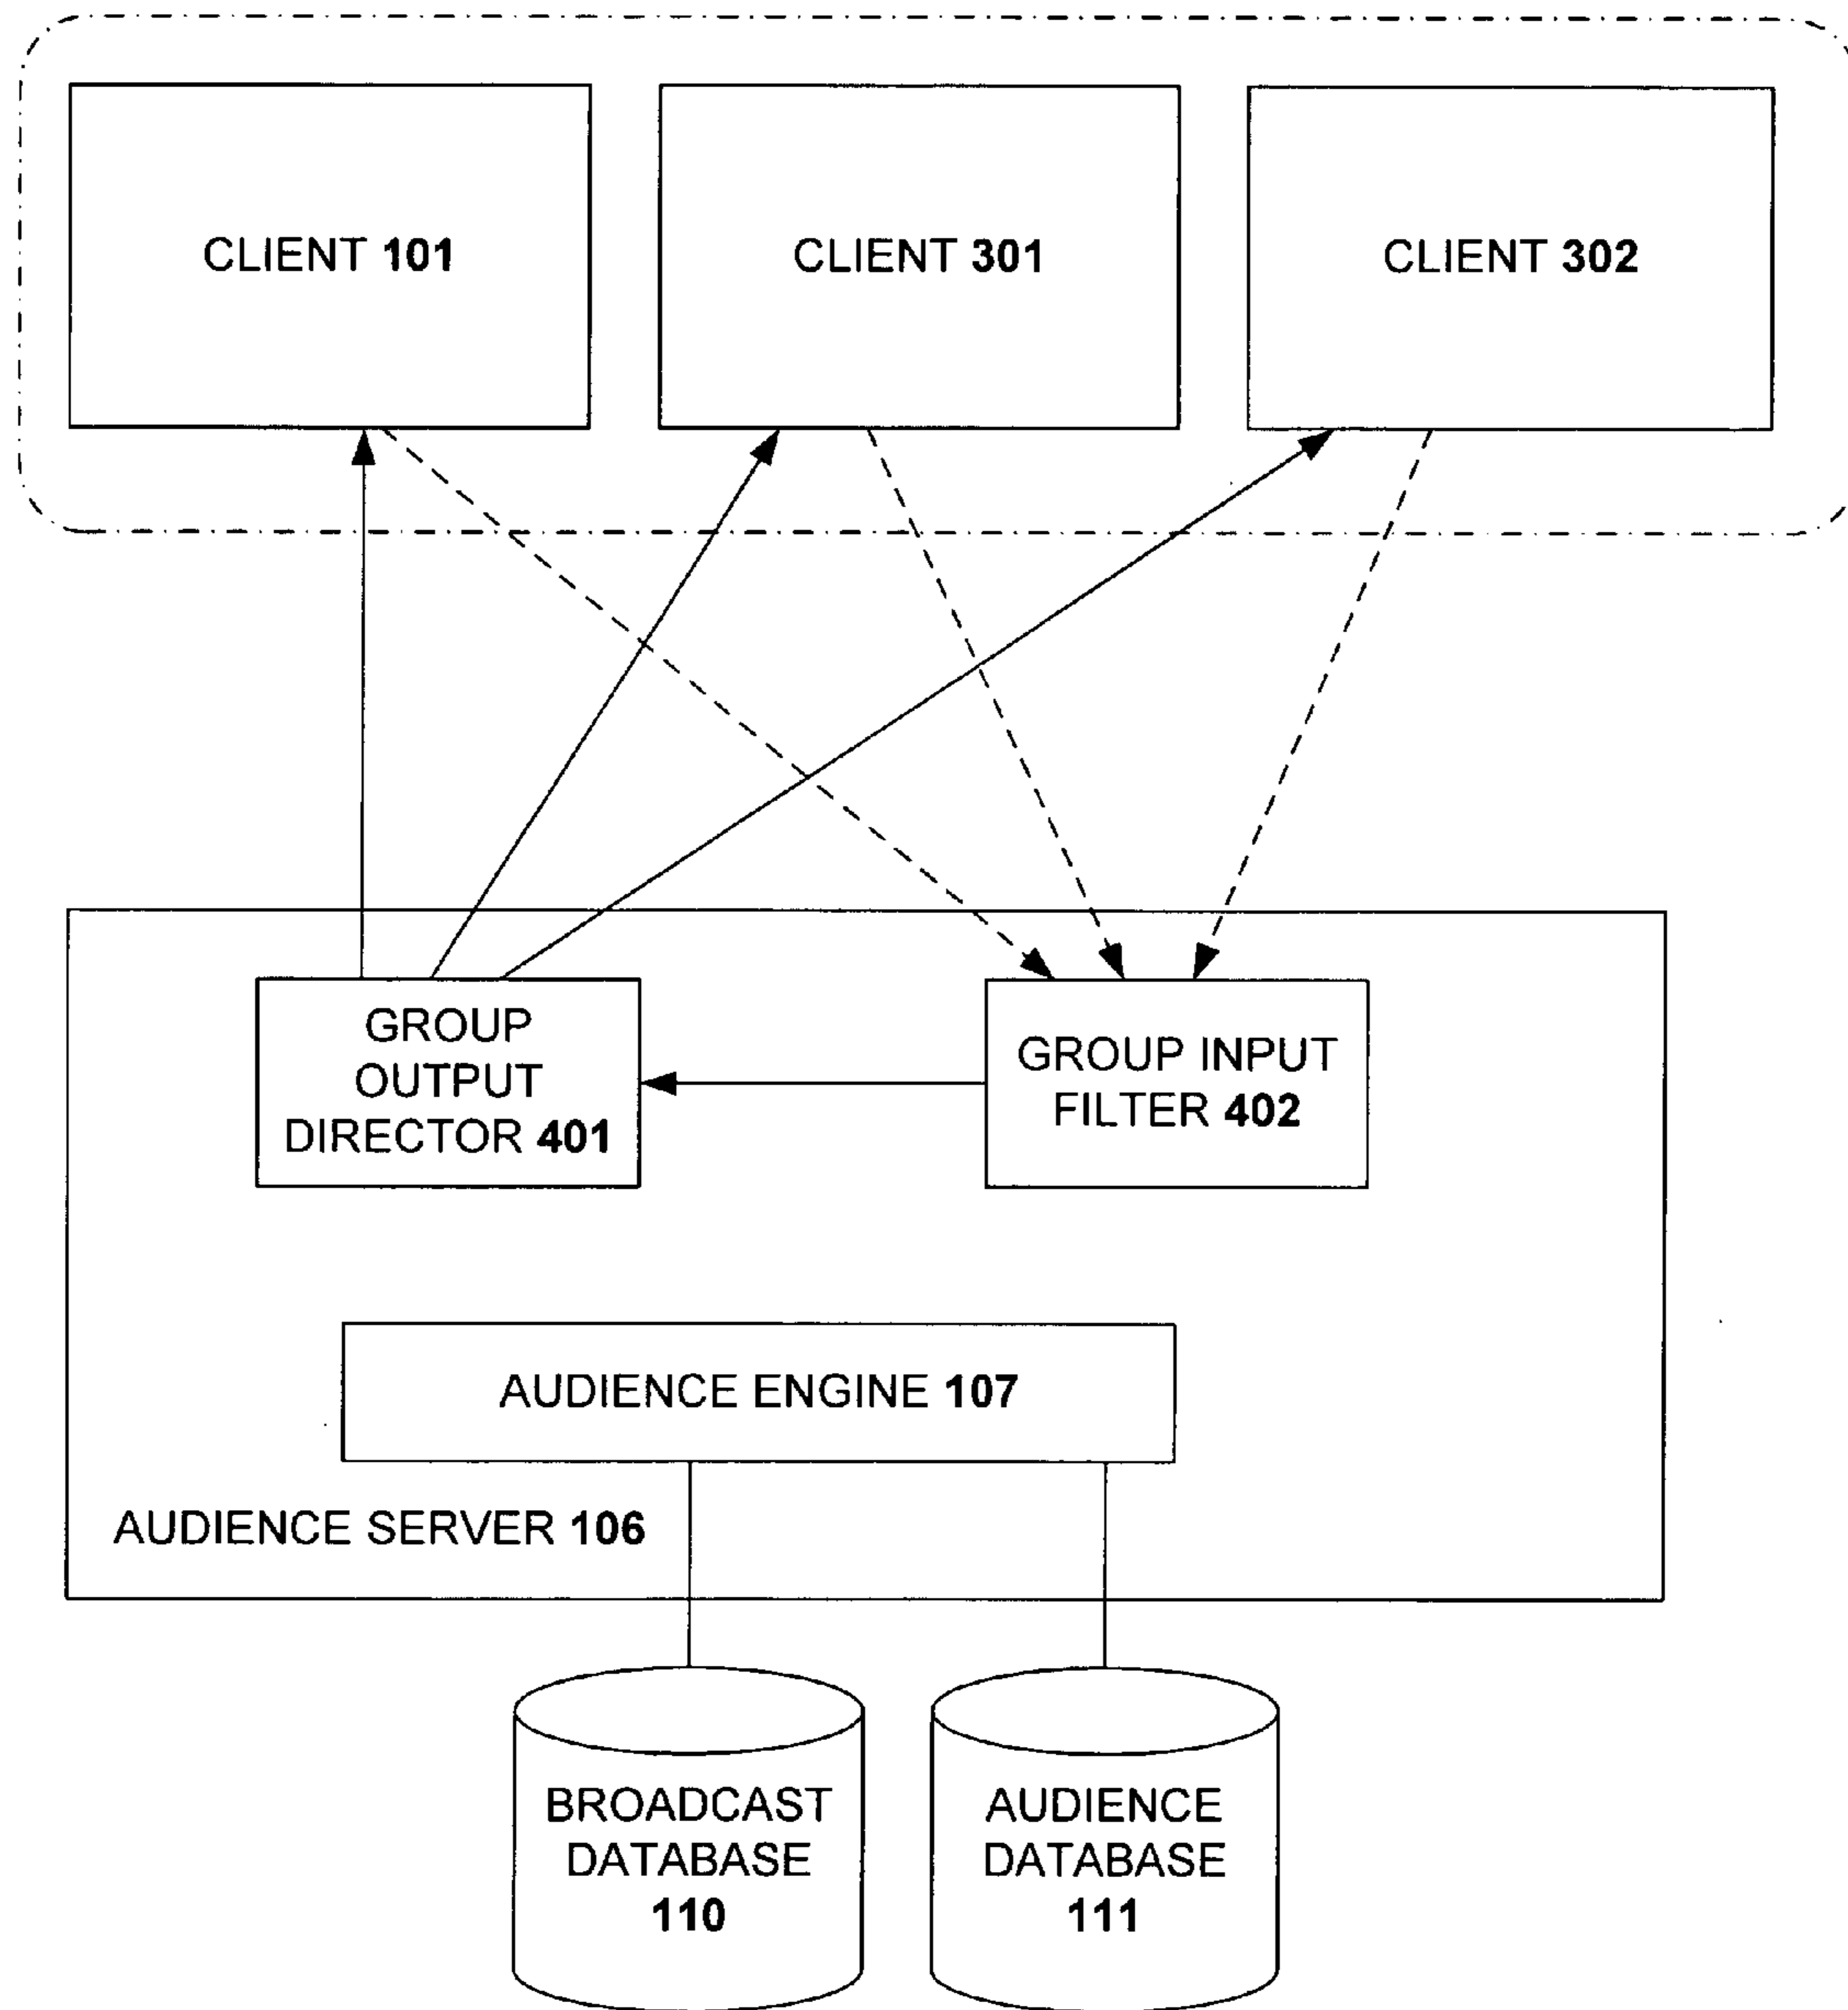 CLIENT 101
CLIENT 301
CLIENT 302
GROUP
OUTPUT
DIRECTOR 401
GROUP INPUT
FILTER 402
AUDIENCE ENGINE 107
AUDIENCE SERVER 106
BROADCAST
DATABASE
110
AUDIENCE
DATABASE
111